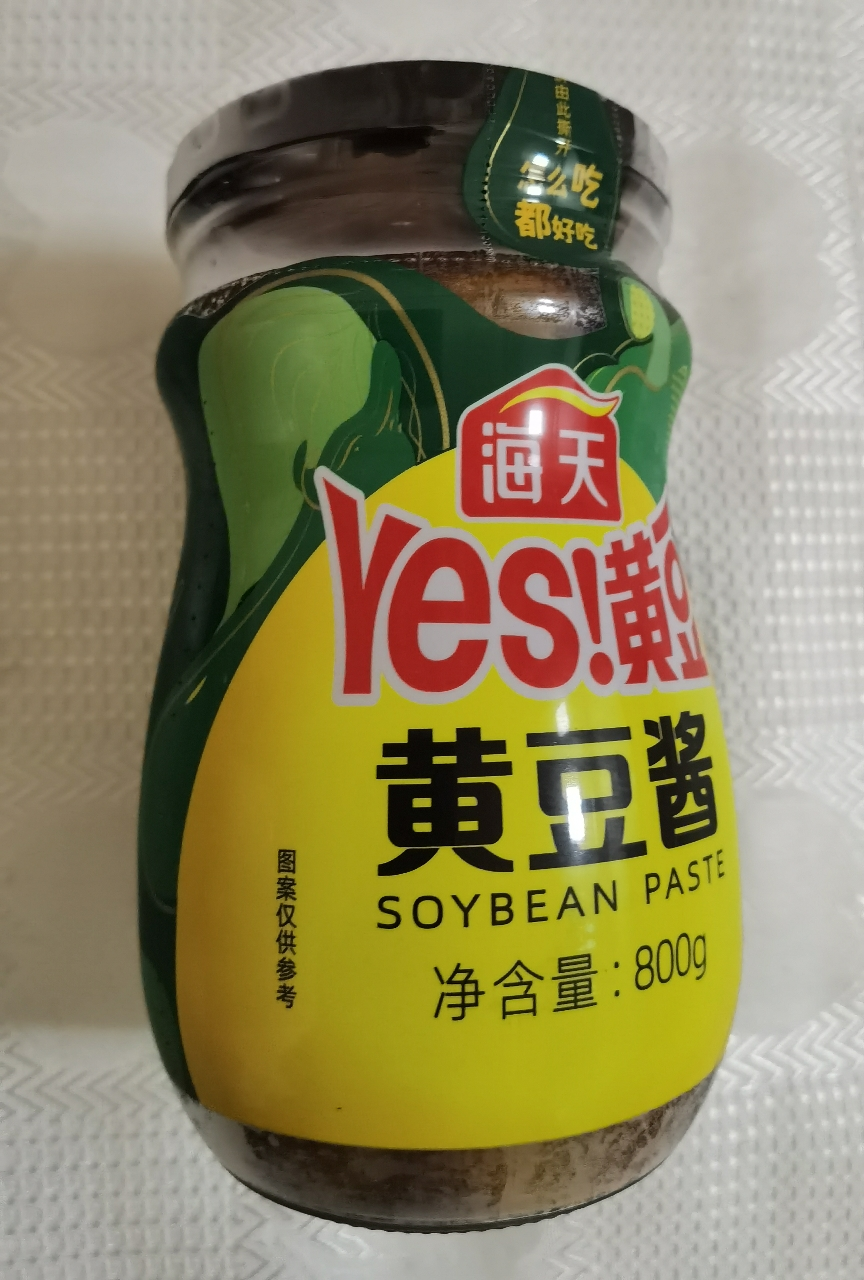 由此撕开
怎么吃
都好吃
海天
Yes!黄豆
黄豆酱
SOYBEAN PASTE
净含量:800g
图案仅供参考